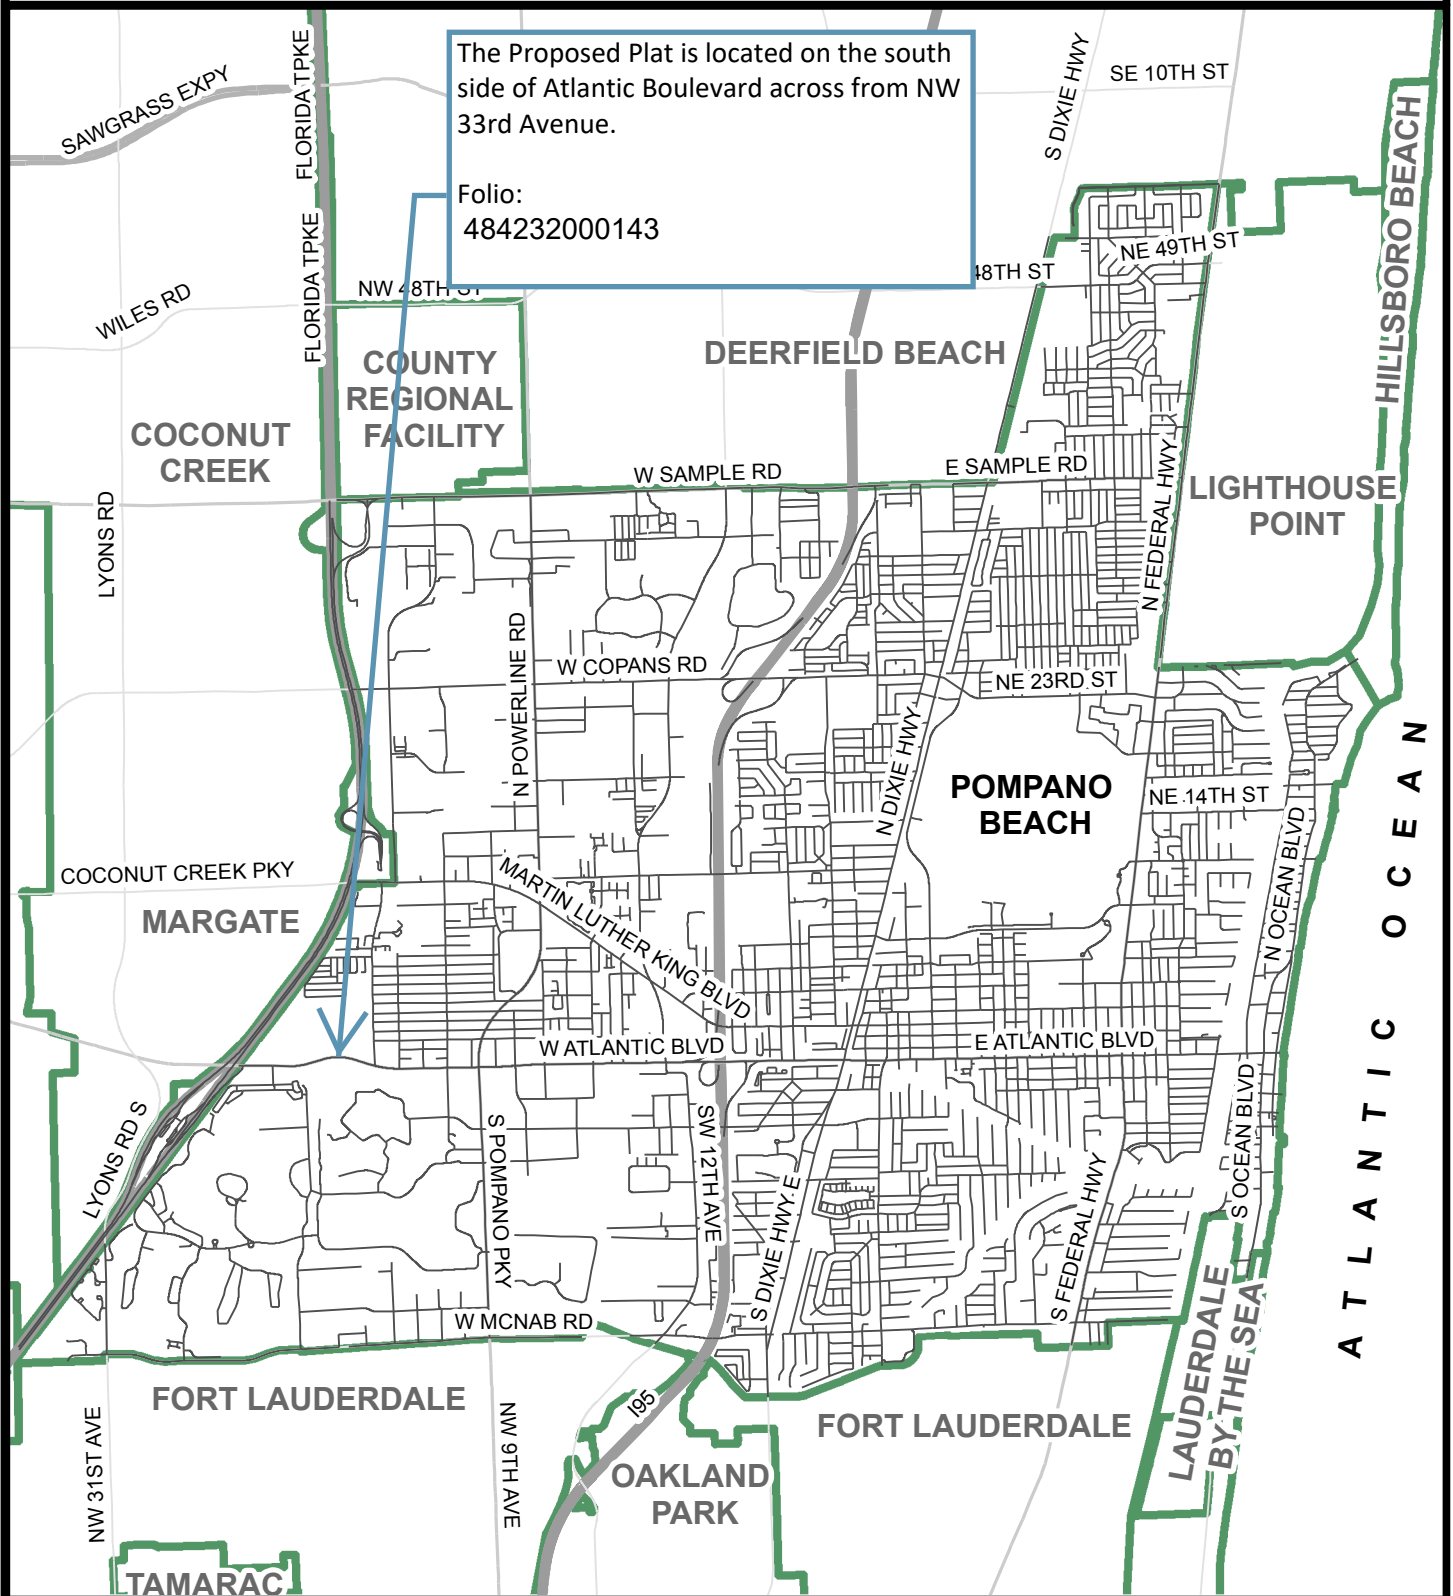 The Proposed Plat is located on the south
side of Atlantic Boulevard across from NW
33rd Avenue.
Folio:
484232000143
SAWGRASS EXPY
FLORIDA TPKE
S DIXIE HWY
SE 10TH ST
HILLSBORO BEACH
FLORIDA TPKE
WILES RD
NW 48TH ST
48TH ST
NE 49TH ST
COUNTY
REGIONAL
FACILITY
DEERFIELD BEACH
COCONUT
CREEK
W SAMPLE RD
E SAMPLE RD
LIGHTHOUSE
POINT
LYONS RD
N FEDERAL HWY
N POWERLINE RD
W COPANS RD
NE 23RD ST
N DIXIE HWY
POMPANO
BEACH
NE 14TH ST
N OCEAN BLVD
ATLANTIC OCEAN
COCONUT CREEK PKY
MARGATE
MARTIN LUTHER KING BLVD
W ATLANTIC BLVD
E ATLANTIC BLVD
LYONS RD S
S POMPANO PKY
SW 12TH AVE
S DIXIE HWY E
S FEDERAL HWY
S OCEAN BLVD
W MCNAB RD
LAUDERDALE
BY THE SEA
FORT LAUDERDALE
I95
FORT LAUDERDALE
NW 31ST AVE
NW 9TH AVE
OAKLAND
PARK
TAMARAC